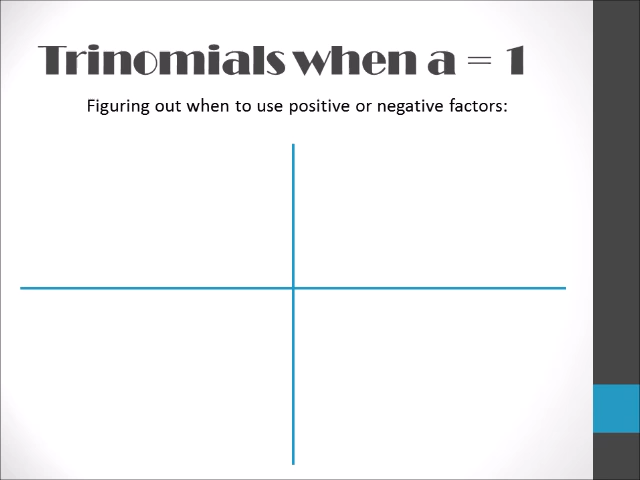 Trinomials when a = 1
Figuring out when to use positive or negative factors: